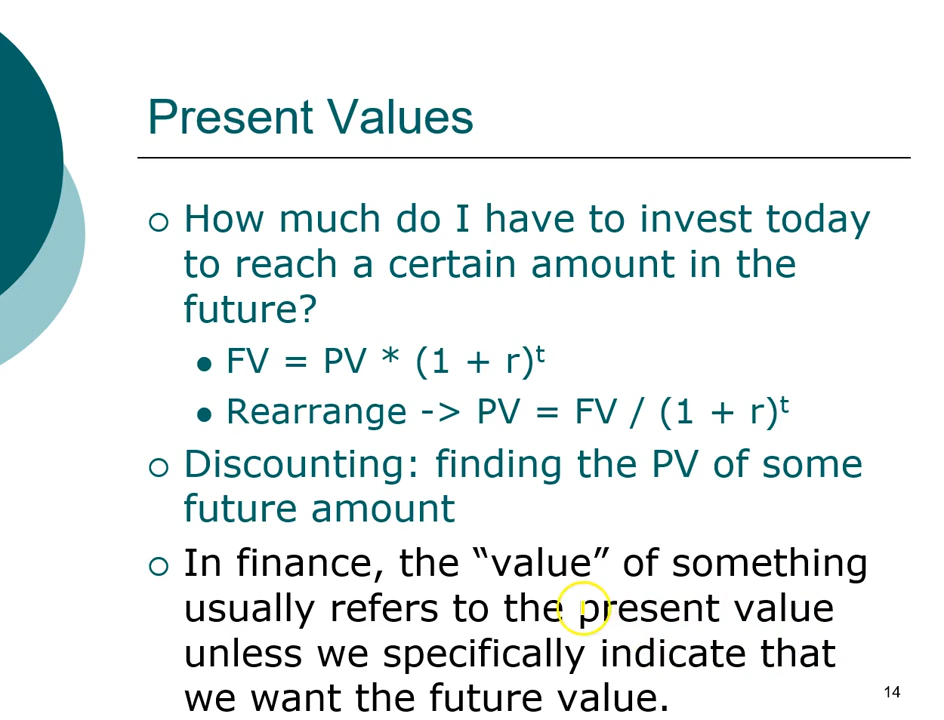 Present Values
How much do I have to invest today
to reach a certain amount in the
future?
FV = PV * (1 + r)ᵗ
Rearrange -> PV = FV / (1 + r)ᵗ
Discounting: finding the PV of some
future amount
In finance, the “value” of something
usually refers to the present value
unless we specifically indicate that
we want the future value.
14